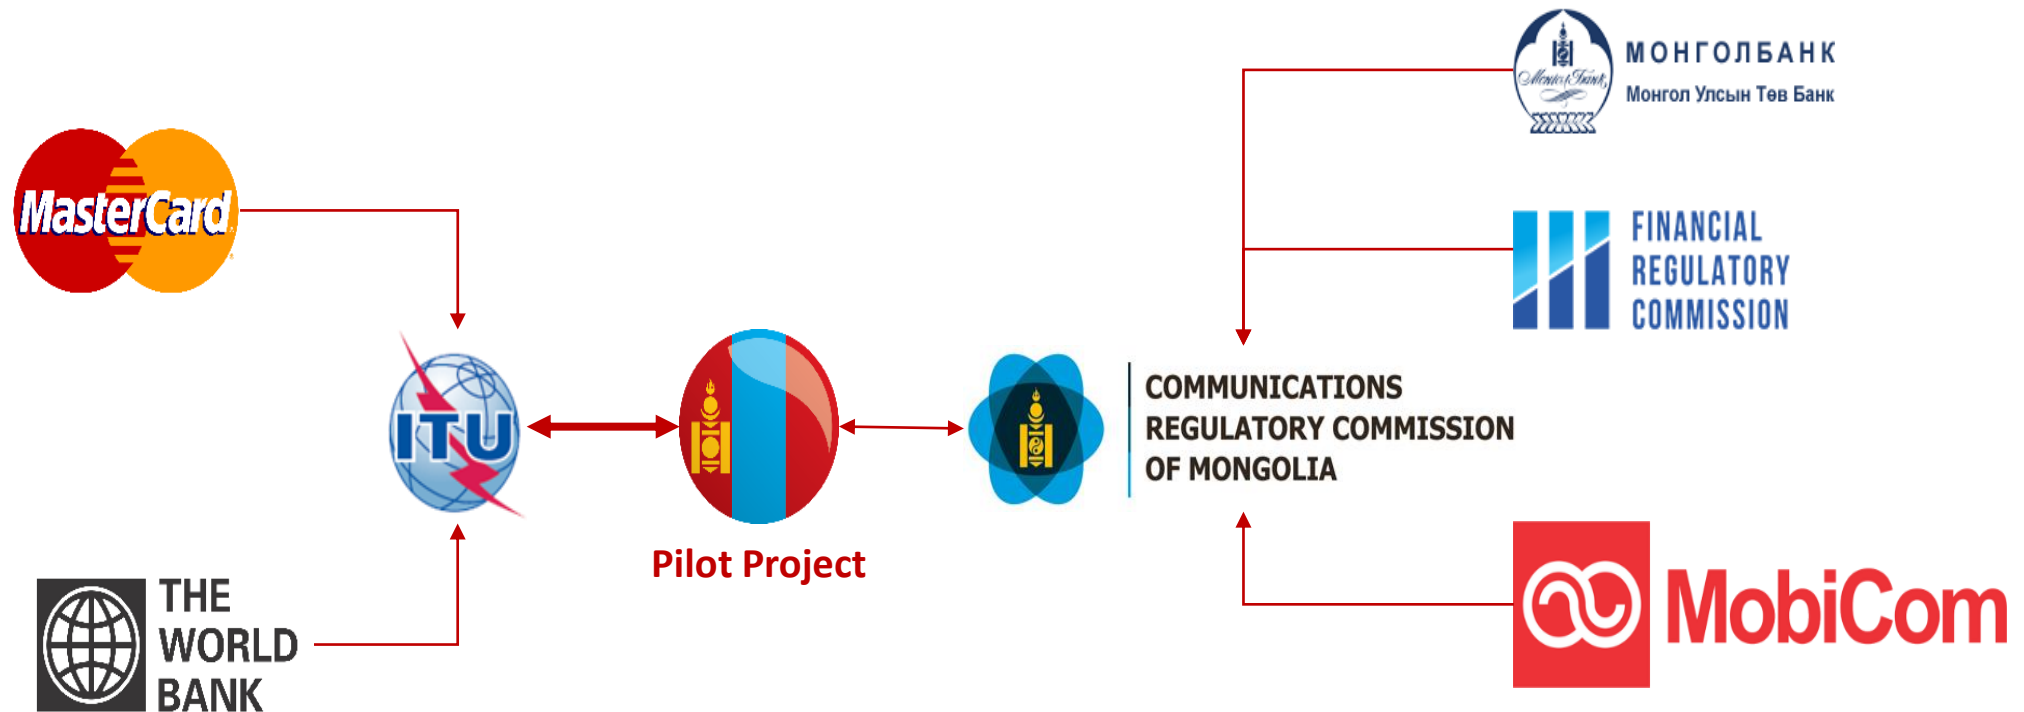 MasterCard
ITU
THE
WORLD
BANK
Pilot Project
COMMUNICATIONS
REGULATORY COMMISSION
OF MONGOLIA
МонголБанк
МОНГОЛБАНК
Монгол Улсын Төв Банк
FINANCIAL
REGULATORY
COMMISSION
MobiCom